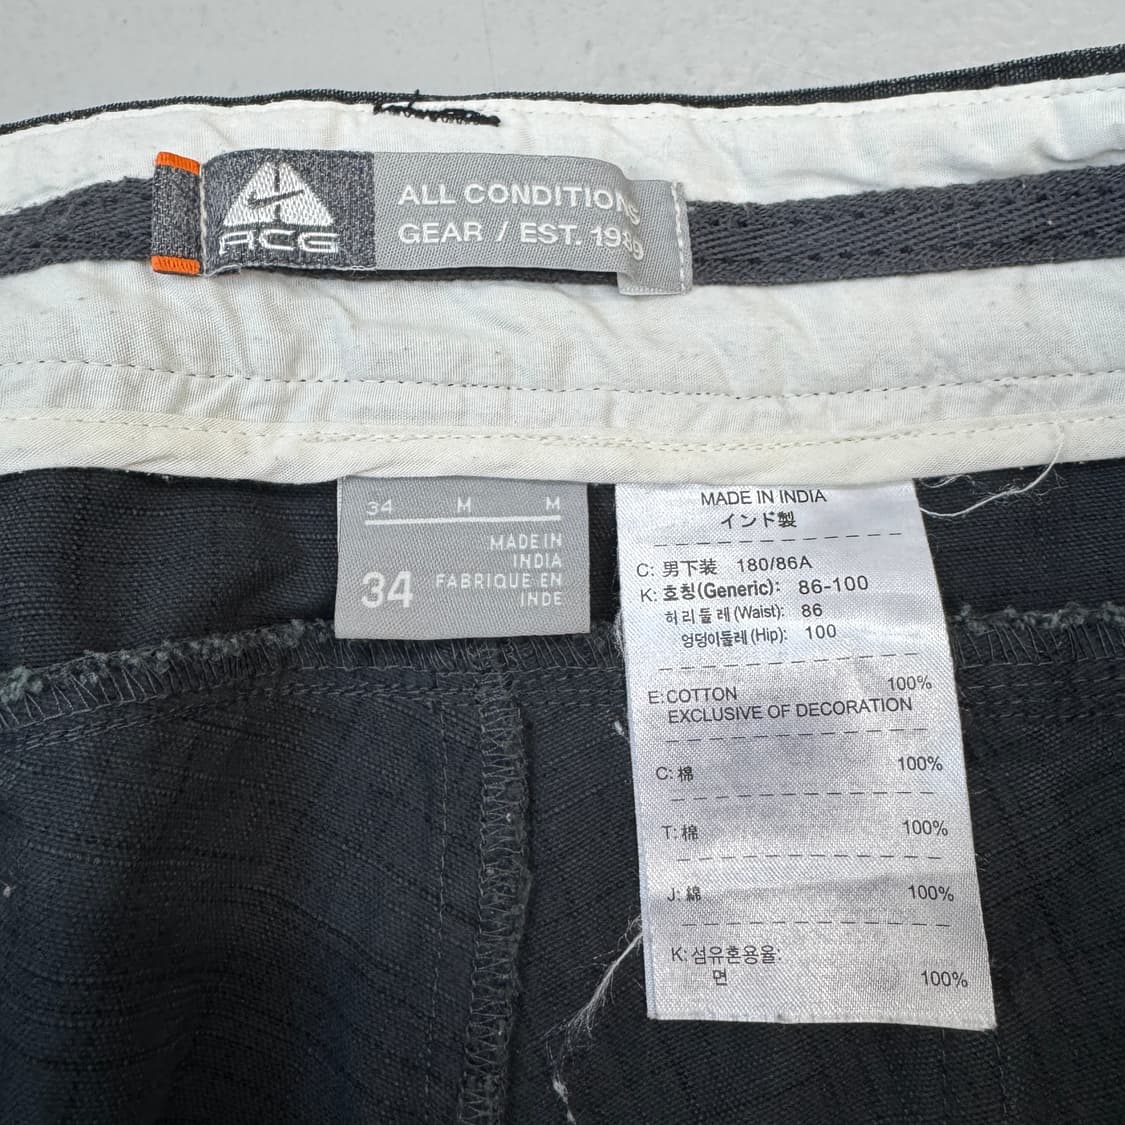 ACG
ALL CONDITIONS
GEAR / EST. 1989
34 M M
34
MADE IN
INDIA
FABRIQUE EN
INDE
MADE IN INDIA
インド製
C: 男下装 180/86A
K: 호칭(Generic): 86-100
허리둘레(Waist): 86
엉덩이둘레(Hip): 100
E:COTTON 100%
EXCLUSIVE OF DECORATION
C:棉 100%
T:棉 100%
J:綿 100%
K:섬유혼용율:
면 100%